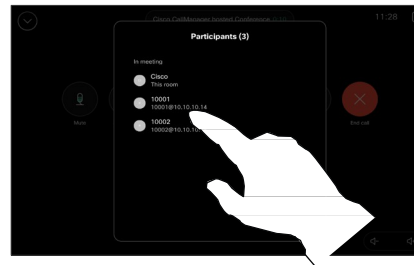 Cisco CallManager Hosted Conference
11:28
Participants (3)
In meeting
Cisco
This room
10001
10001@10.10.10.14
10002
10002@10.10.10.
Mute
End call